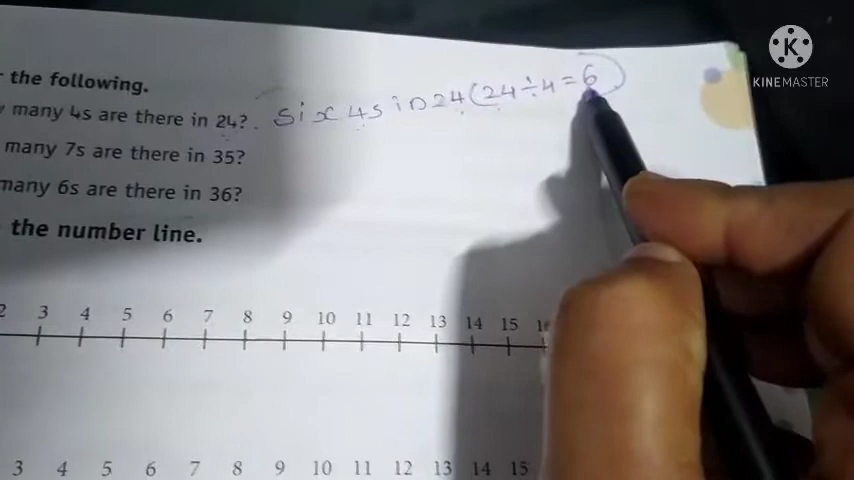 the following.
many 4s are there in 24? Six 4s in 24 (24 ÷ 4 = 6)
many 7s are there in 35?
many 6s are there in 36?
the number line.
2 3 4 5 6 7 8 9 10 11 12 13 14 15 16
3 4 5 6 7 8 9 10 11 12 13 14 15
K
KINEMASTER